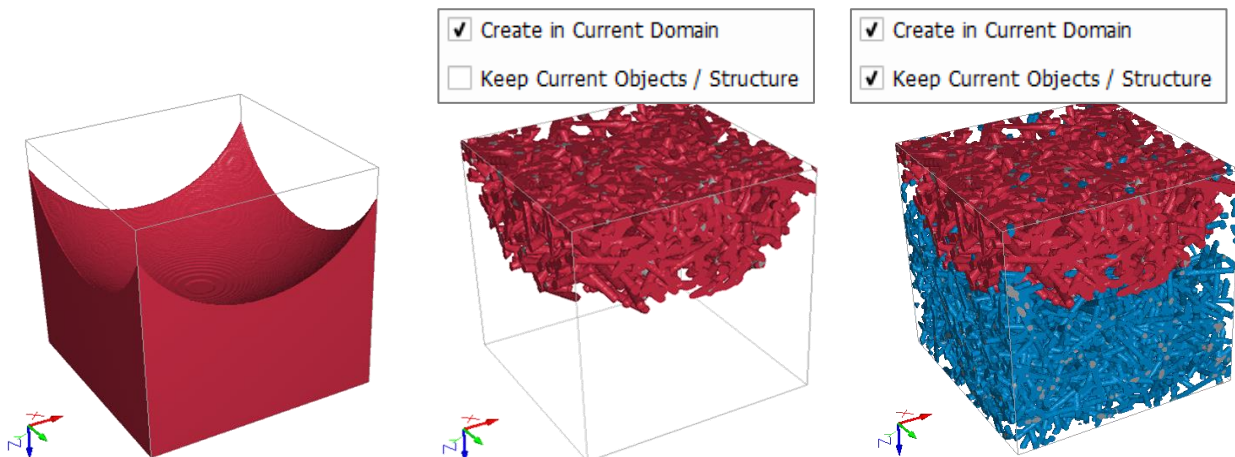 Create in Current Domain
Keep Current Objects / Structure
Create in Current Domain
Keep Current Objects / Structure
X
Y
Z
X
Y
Z
X
Y
Z